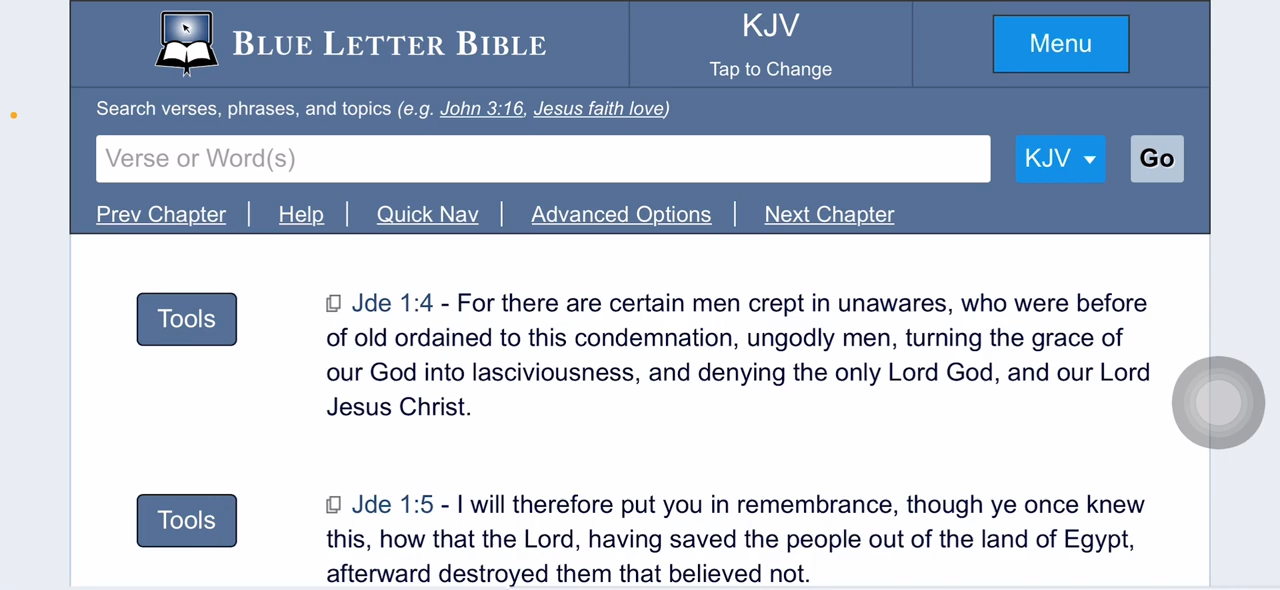 BLUE LETTER BIBLE
KJV
Tap to Change
Menu
Search verses, phrases, and topics (e.g. John 3:16, Jesus faith love)
Verse or Word(s)
KJV
Go
Prev Chapter | Help | Quick Nav | Advanced Options | Next Chapter
Tools
Jde 1:4 - For there are certain men crept in unawares, who were before
of old ordained to this condemnation, ungodly men, turning the grace of
our God into lasciviousness, and denying the only Lord God, and our Lord
Jesus Christ.
Tools
Jde 1:5 - I will therefore put you in remembrance, though ye once knew
this, how that the Lord, having saved the people out of the land of Egypt,
afterward destroyed them that believed not.